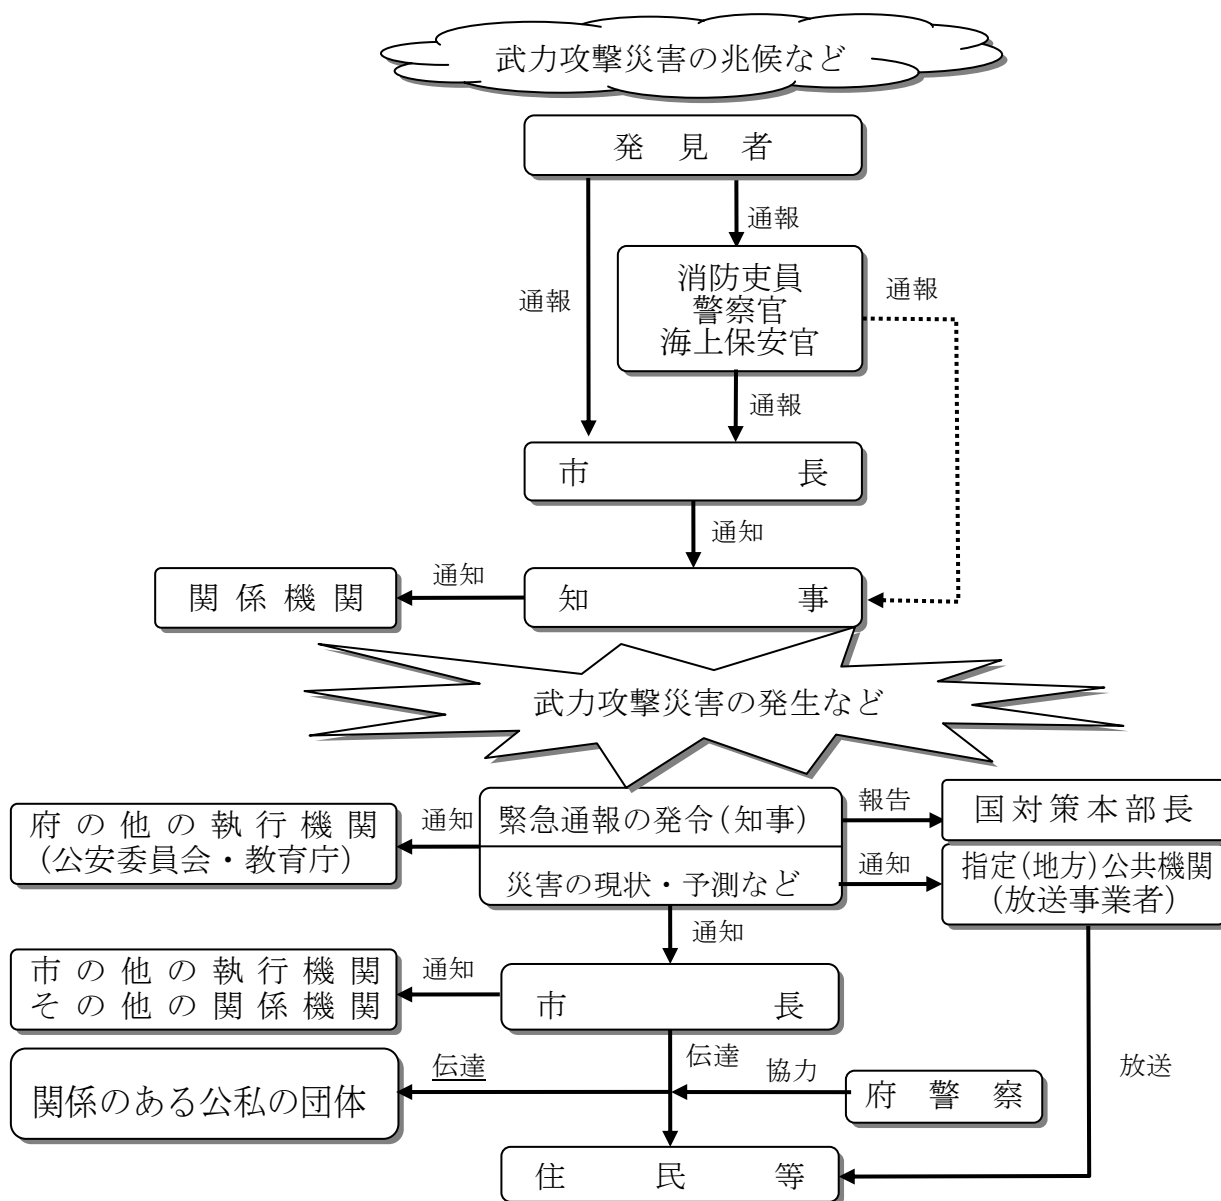 武力攻撃災害の兆候など
発見者
通報
消防吏員
警察官
海上保安官
通報
通報
通報
市長
通知
関係機関
通知
知事
武力攻撃災害の発生など
府の他の執行機関
(公安委員会・教育庁)
通知
緊急通報の発令(知事)
災害の現状・予測など
報告
国対策本部長
通知
指定(地方)公共機関
(放送事業者)
通知
市の他の執行機関
その他の関係機関
通知
市長
伝達
関係のある公私の団体
伝達
協力
府警察
放送
住民等